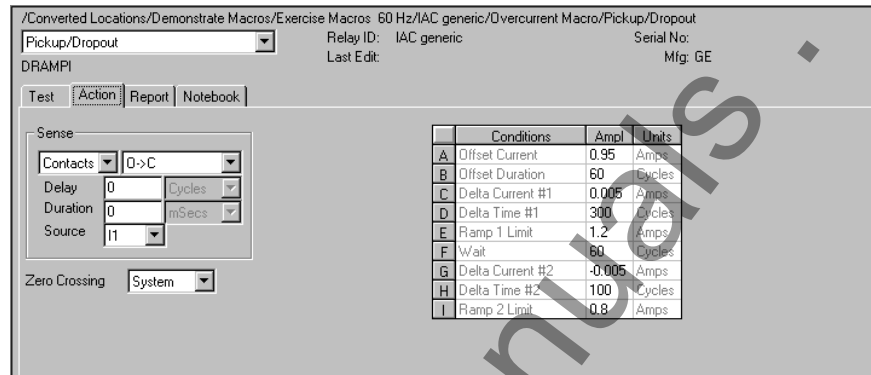 /Converted Locations/Demonstrate Macros/Exercise Macros 60 Hz/IAC generic/Overcurrent Macro/Pickup/Dropout
Pickup/Dropout Relay ID: IAC generic Serial No:
Last Edit: Mfg: GE
DRAMPI
Test Action Report Notebook
Sense
Contacts O->C
Delay 0 Cycles
Duration 0 mSecs
Source I1
Zero Crossing System
Conditions Ampl Units
A Offset Current 0.95 Amps
B Offset Duration 60 Cycles
C Delta Current #1 0.005 Amps
D Delta Time #1 300 Cycles
E Ramp 1 Limit 1.2 Amps
F Wait 60 Cycles
G Delta Current #2 -0.005 Amps
H Delta Time #2 100 Cycles
I Ramp 2 Limit 0.8 Amps
nuals.